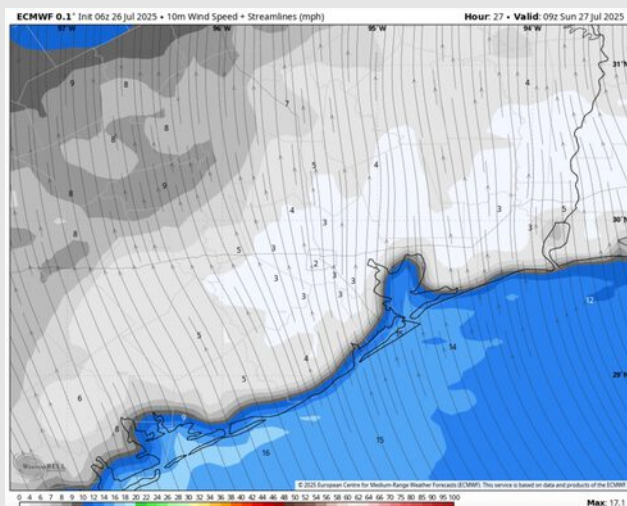 ECMWF 0.1° Init 06z 26 Jul 2025 • 10m Wind Speed + Streamlines (mph) Hour: 27 • Valid: 09z Sun 27 Jul 2025
97°W 96°W 95°W 94°W
31°N
9 8 4
7
8 8
5 4
8 9
4 3 3 5
30°N
8 3
5 3
2
3 3 3
3 3
12
5
14
4
29°N
5
6
9
8
15
16
WeatherBELL
© 2025 European Centre for Medium-Range Weather Forecasts (ECMWF). This service is based on data and products of the ECMWF
0 4 6 7 8 9 10 12 14 16 18 20 22 24 26 28 30 32 34 36 38 40 42 44 46 48 50 52 54 56 58 60 65 70 75 80 85 90 95 100
Max: 17.1